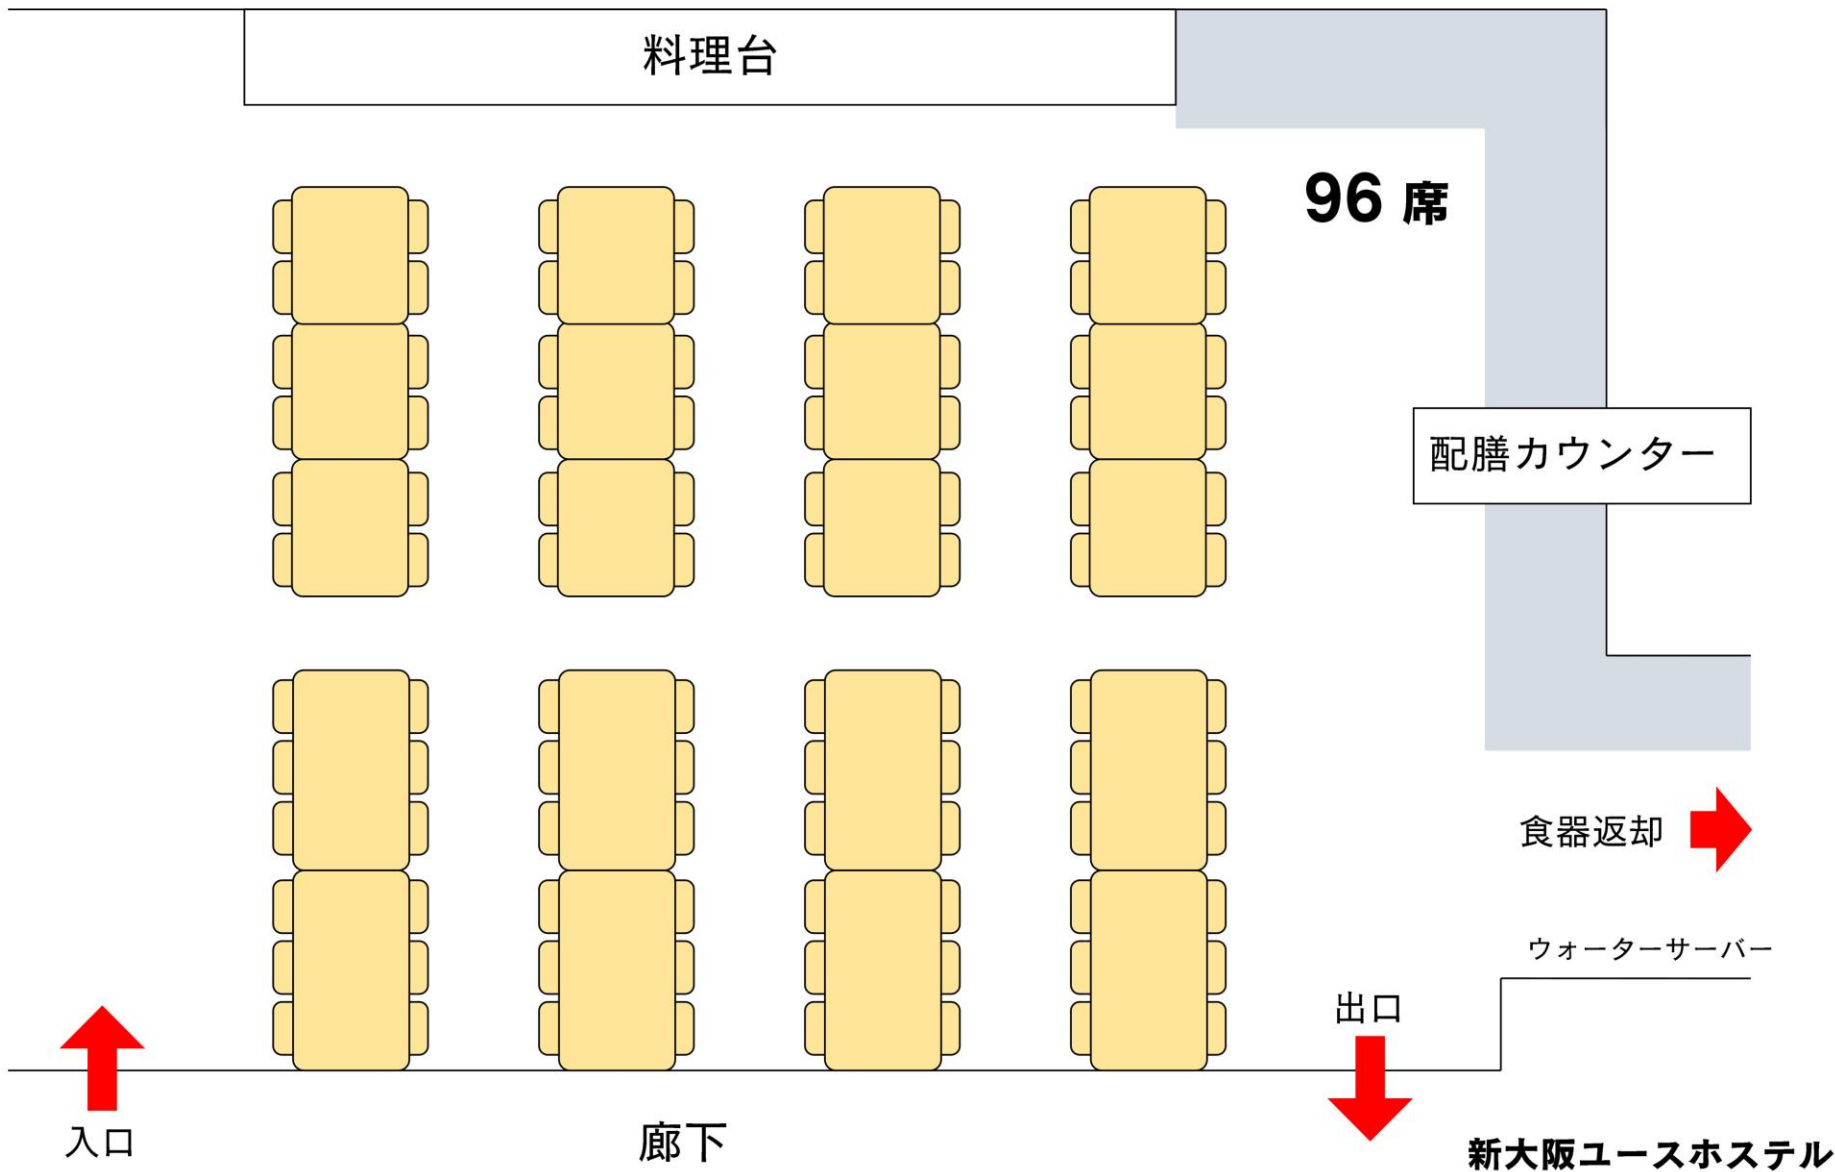 料理台
96 席
配膳カウンター
食器返却
ウォーターサーバー
出口
入口
廊下
新大阪ユースホステル